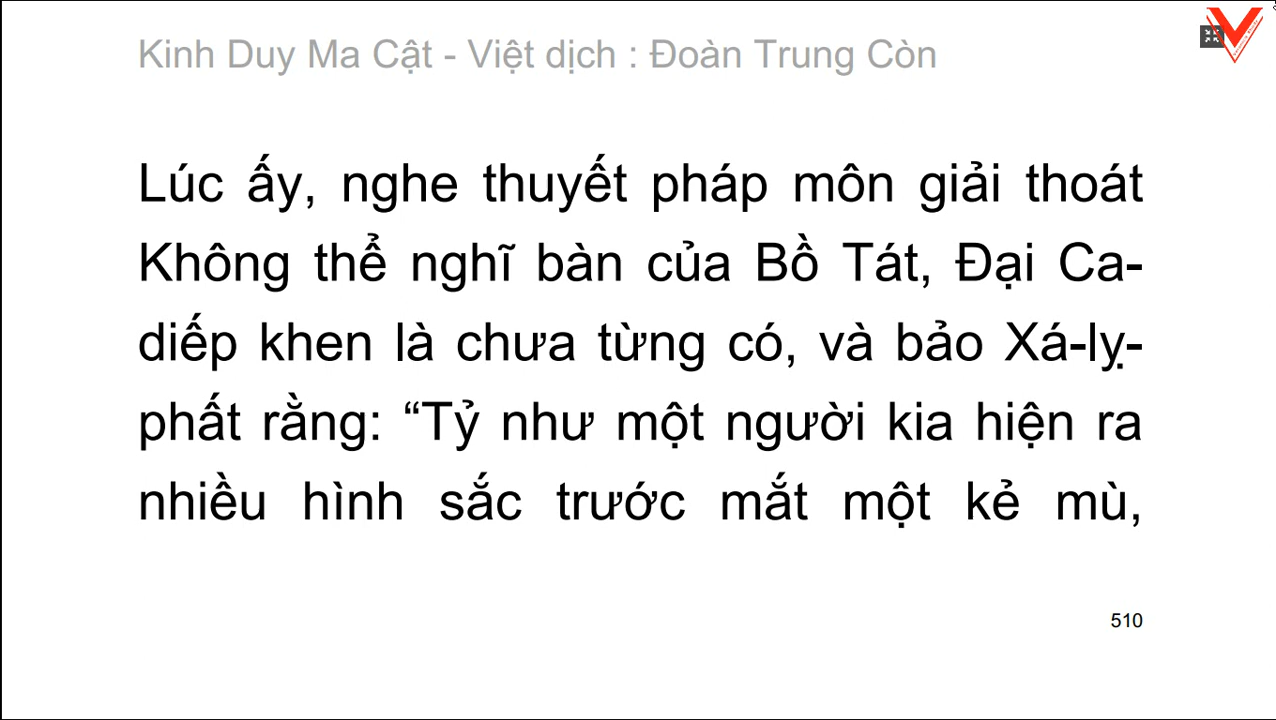 Kinh Duy Ma Cật - Việt dịch : Đoàn Trung Còn
Lúc ấy, nghe thuyết pháp môn giải thoát
Không thể nghĩ bàn của Bồ Tát, Đại Ca-
diếp khen là chưa từng có, và bảo Xá-lỵ-
phất rằng: “Tỷ như một người kia hiện ra
nhiều hình sắc trước mắt một kẻ mù,
510